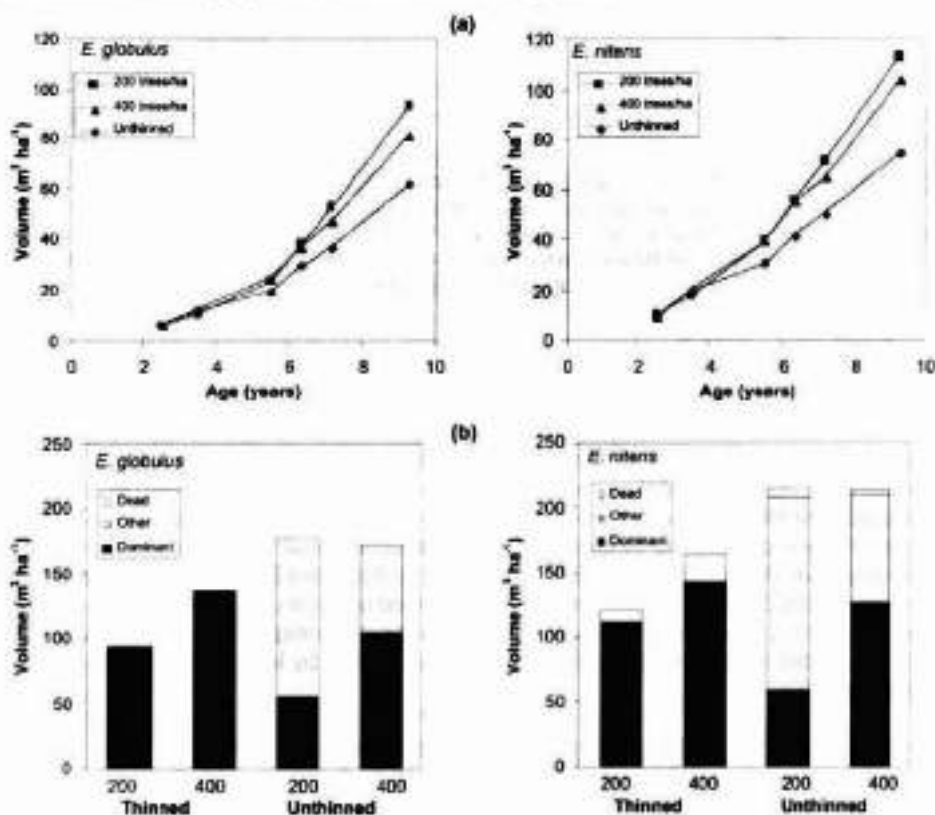 (a)
E. globulus
200 trees/ha
400 trees/ha
Unthinned
Volume (m³ ha⁻¹)
120
100
80
60
40
20
0
0 2 4 6 8 10
Age (years)
E. nitens
200 trees/ha
400 trees/ha
Unthinned
Volume (m³ ha⁻¹)
120
100
80
60
40
20
0
0 2 4 6 8 10
Age (years)
(b)
E. globulus
Dead
Other
Dominant
Volume (m³ ha⁻¹)
250
200
150
100
50
0
200 400 200 400
Thinned Unthinned
E. nitens
Dead
Other
Dominant
Volume (m³ ha⁻¹)
250
200
150
100
50
0
200 400 200 400
Thinned Unthinned